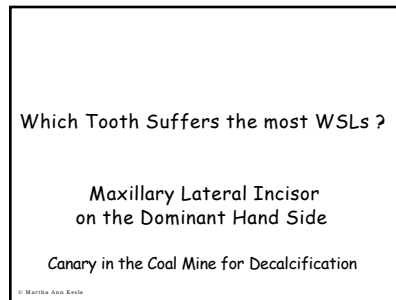 Which Tooth Suffers the most WSLs ?
Maxillary Lateral Incisor
on the Dominant Hand Side
Canary in the Coal Mine for Decalcification
© Martha Ann Keels